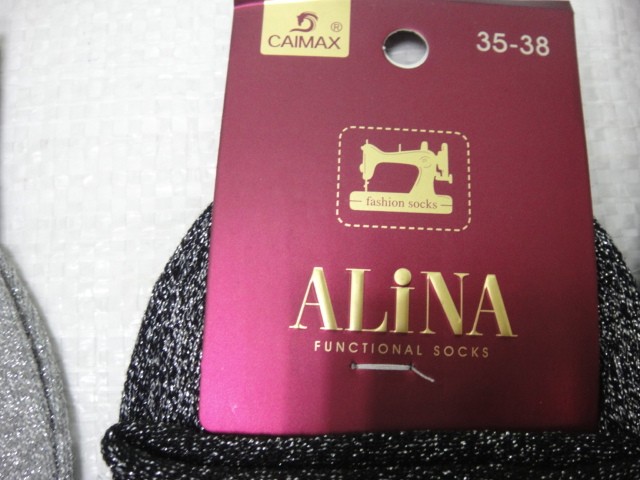 CAIMAX ®
35-38
fashion socks
ALiNA
FUNCTIONAL SOCKS